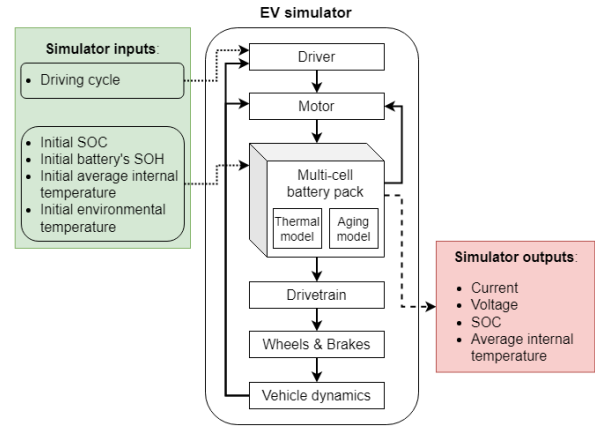 EV simulator
Simulator inputs:
• Driving cycle
• Initial SOC
• Initial battery's SOH
• Initial average internal
temperature
• Initial environmental
temperature
Driver
Motor
Multi-cell
battery pack
Thermal
model
Aging
model
Drivetrain
Wheels & Brakes
Vehicle dynamics
Simulator outputs:
• Current
• Voltage
• SOC
• Average internal
temperature